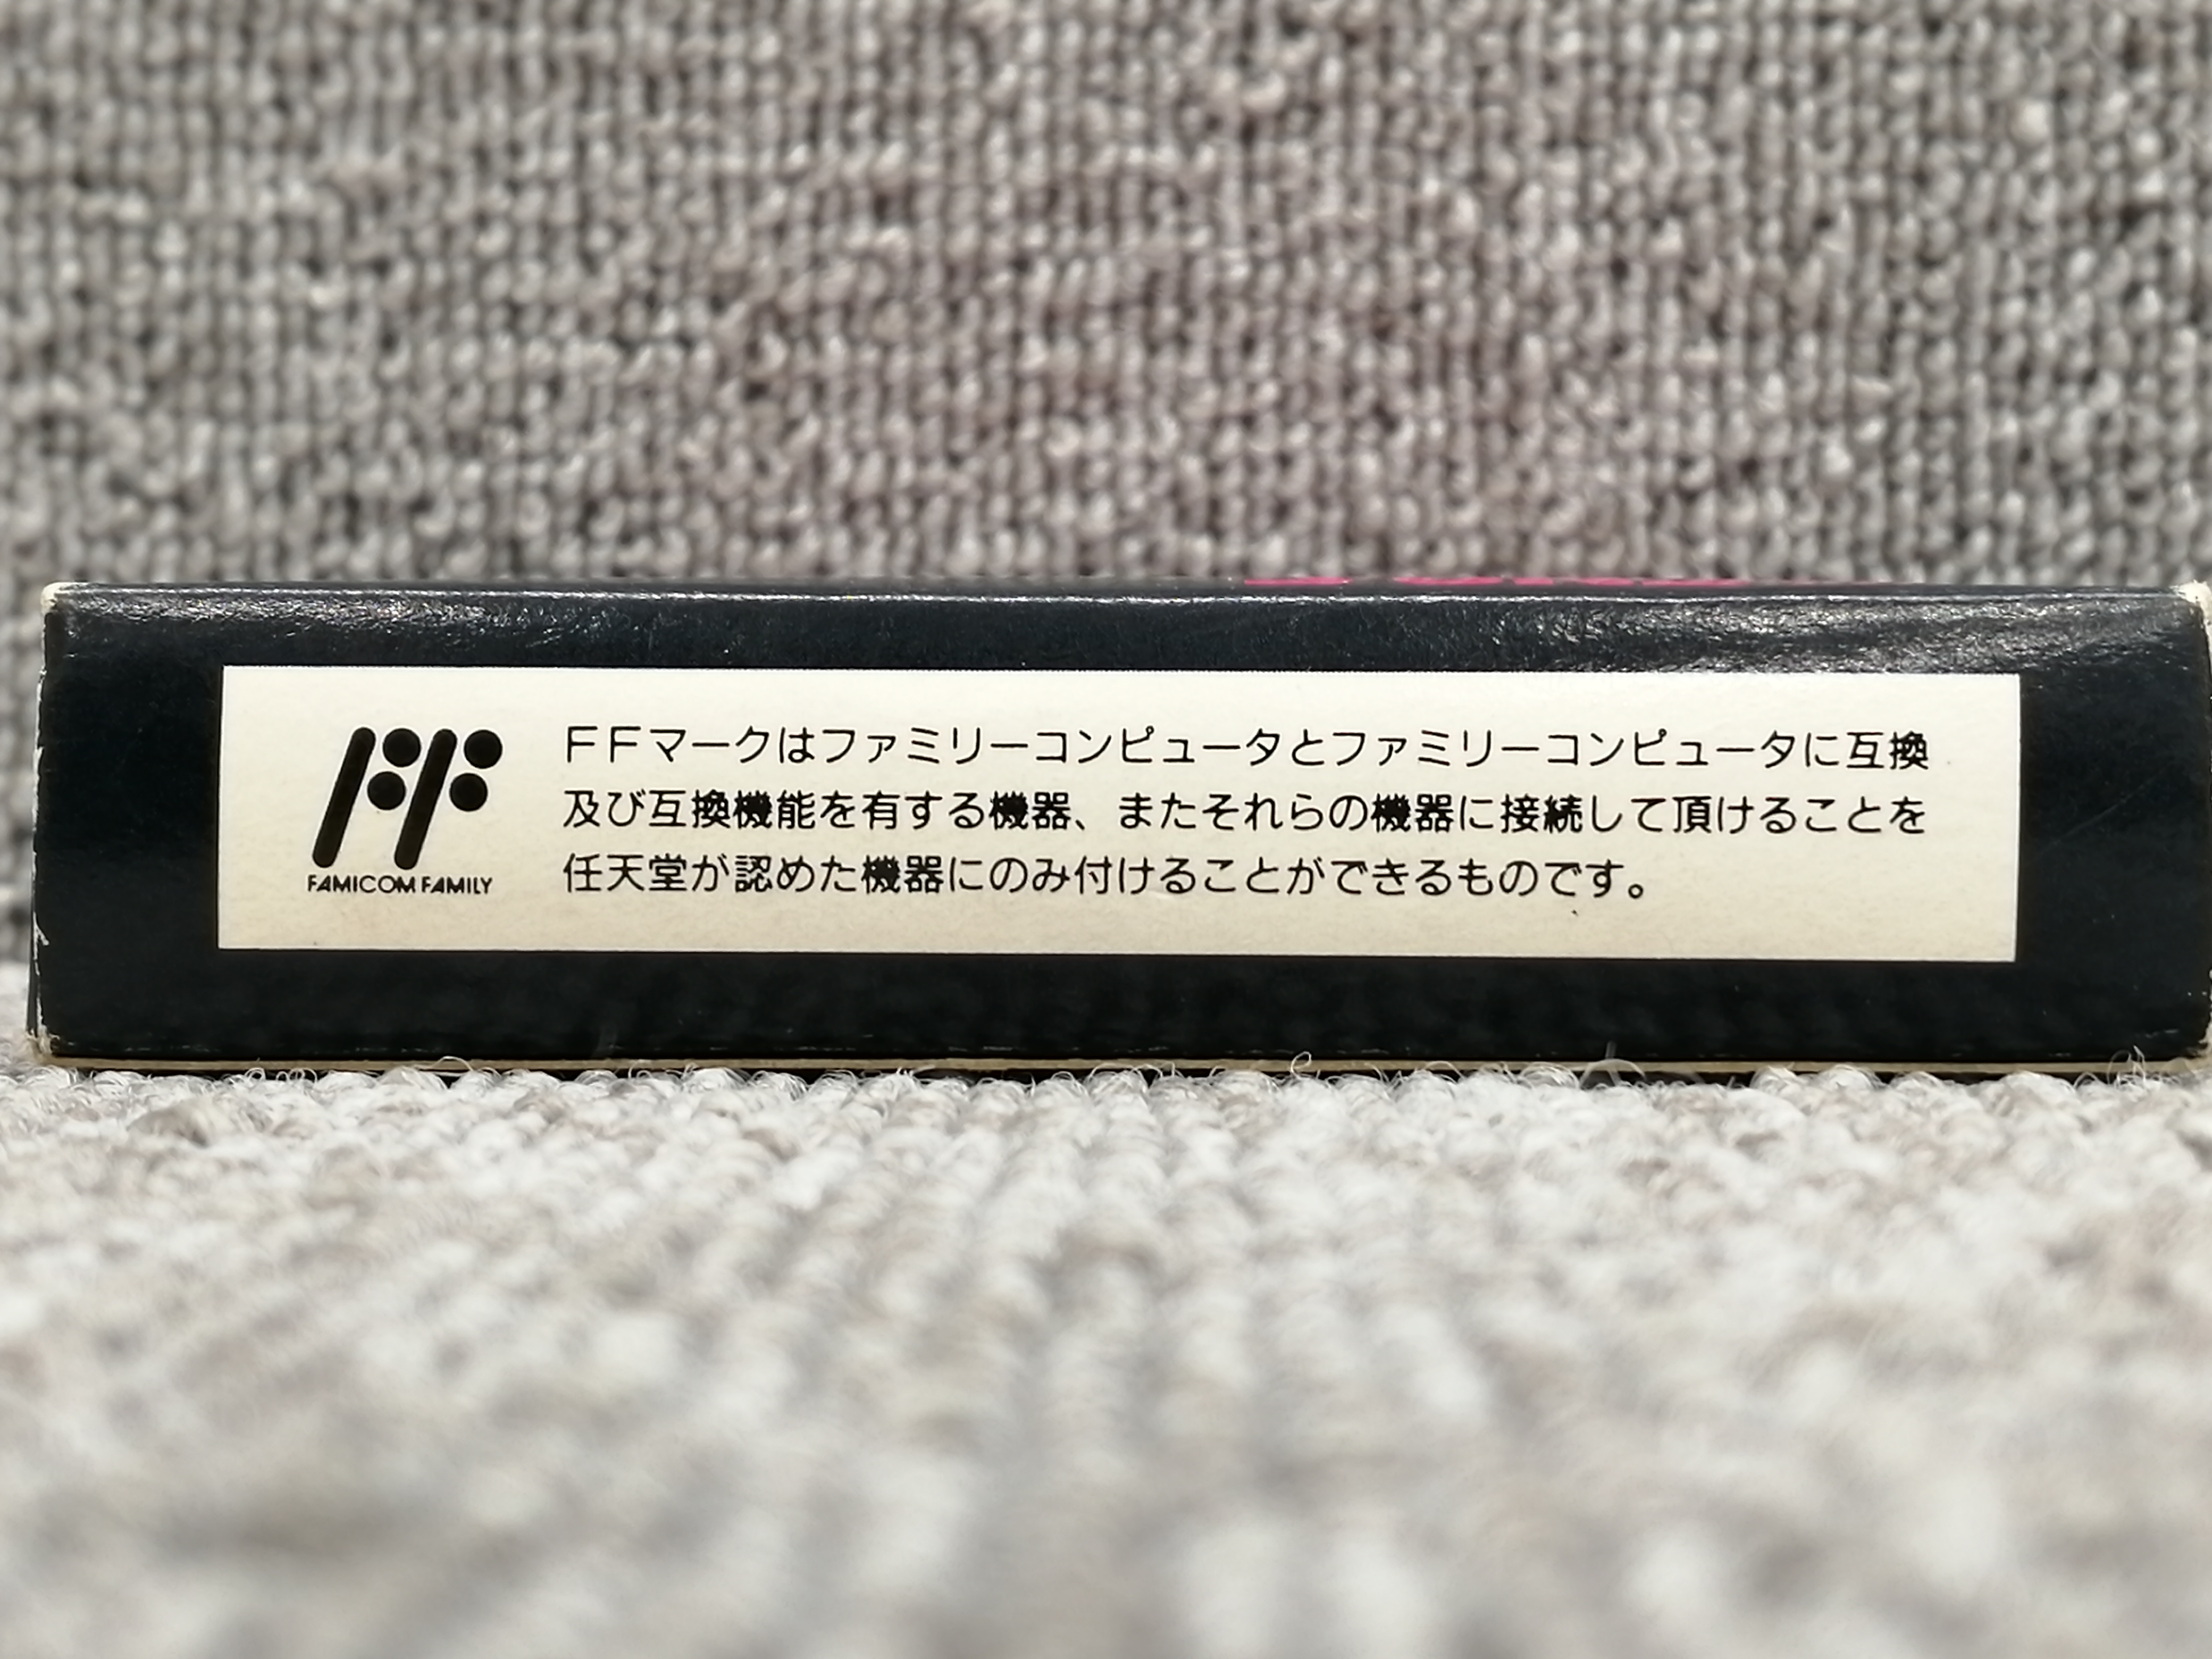 FF
FAMICOM FAMILY
FFマークはファミリーコンピュータとファミリーコンピュータに互換
及び互換機能を有する機器、またそれらの機器に接続して頂けることを
任天堂が認めた機器にのみ付けることができるものです。